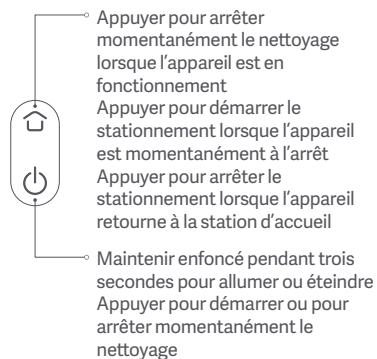 Appuyer pour arrêter
momentanément le nettoyage
lorsque l'appareil est en
fonctionnement
Appuyer pour démarrer le
stationnement lorsque l'appareil
est momentanément à l'arrêt
Appuyer pour arrêter le
stationnement lorsque l'appareil
retourne à la station d'accueil
Maintenir enfoncé pendant trois
secondes pour allumer ou éteindre
Appuyer pour démarrer ou pour
arrêter momentanément le
nettoyage